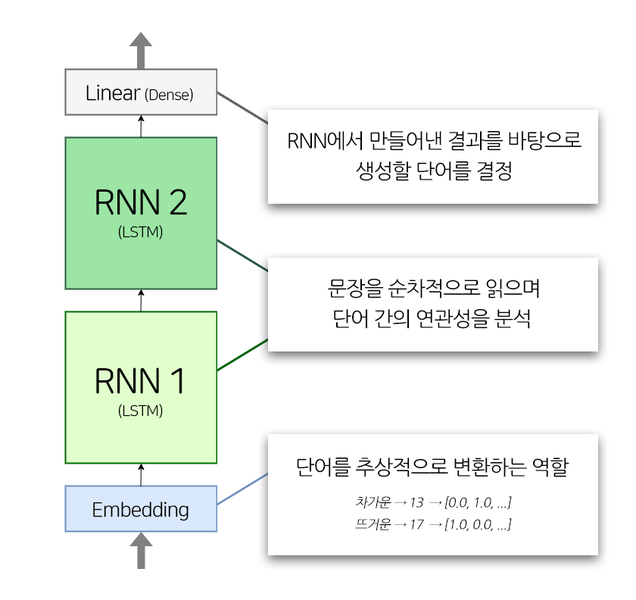 Linear (Dense)
RNN에서 만들어낸 결과를 바탕으로
생성할 단어를 결정
RNN 2
(LSTM)
문장을 순차적으로 읽으며
단어 간의 연관성을 분석
RNN 1
(LSTM)
단어를 추상적으로 변환하는 역할
차가운 → 13 → [0.0, 1.0, ...]
뜨거운 → 17 → [1.0, 0.0, ...]
Embedding